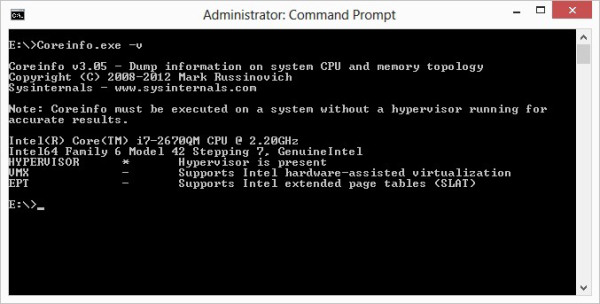 Administrator: Command Prompt
E:\>Coreinfo.exe -v
Coreinfo v3.05 - Dump information on system CPU and memory topology
Copyright (C) 2008-2012 Mark Russinovich
Sysinternals - www.sysinternals.com
Note: Coreinfo must be executed on a system without a hypervisor running for
accurate results.
Intel(R) Core(TM) i7-2670QM CPU @ 2.20GHz
Intel64 Family 6 Model 42 Stepping 7, GenuineIntel
HYPERVISOR * Hypervisor is present
VMX - Supports Intel hardware-assisted virtualization
EPT - Supports Intel extended page tables (SLAT)
E:\>_